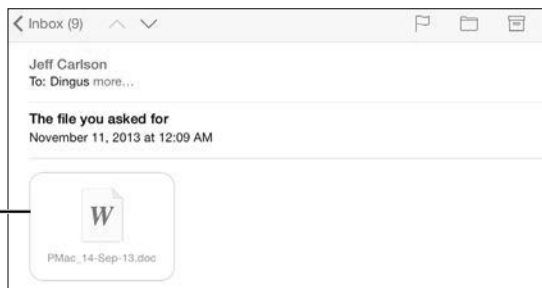 Inbox (9)
Jeff Carlson
To: Dingus more...
The file you asked for
November 11, 2013 at 12:09 AM
W
PMac_14-Sep-13.doc